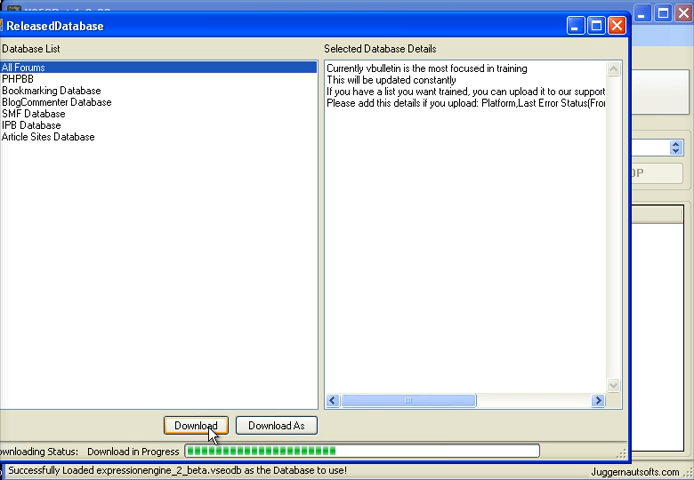 ReleasedDatabase
Database List
Selected Database Details
All Forums
PHPBB
Bookmarking Database
BlogCommenter Database
SMF Database
IPB Database
Article Sites Database
Currently vbulletin is the most focused in training
This will be updated constantly
If you have a list you want trained, you can upload it to our support
Please add this details if you upload: Platform,Last Error Status(Fror
OP
Download
Download As
wnloading Status: Download in Progress
Successfully Loaded expressionengine_2_beta.vseodb as the Database to use!
Juggernautsofts.com